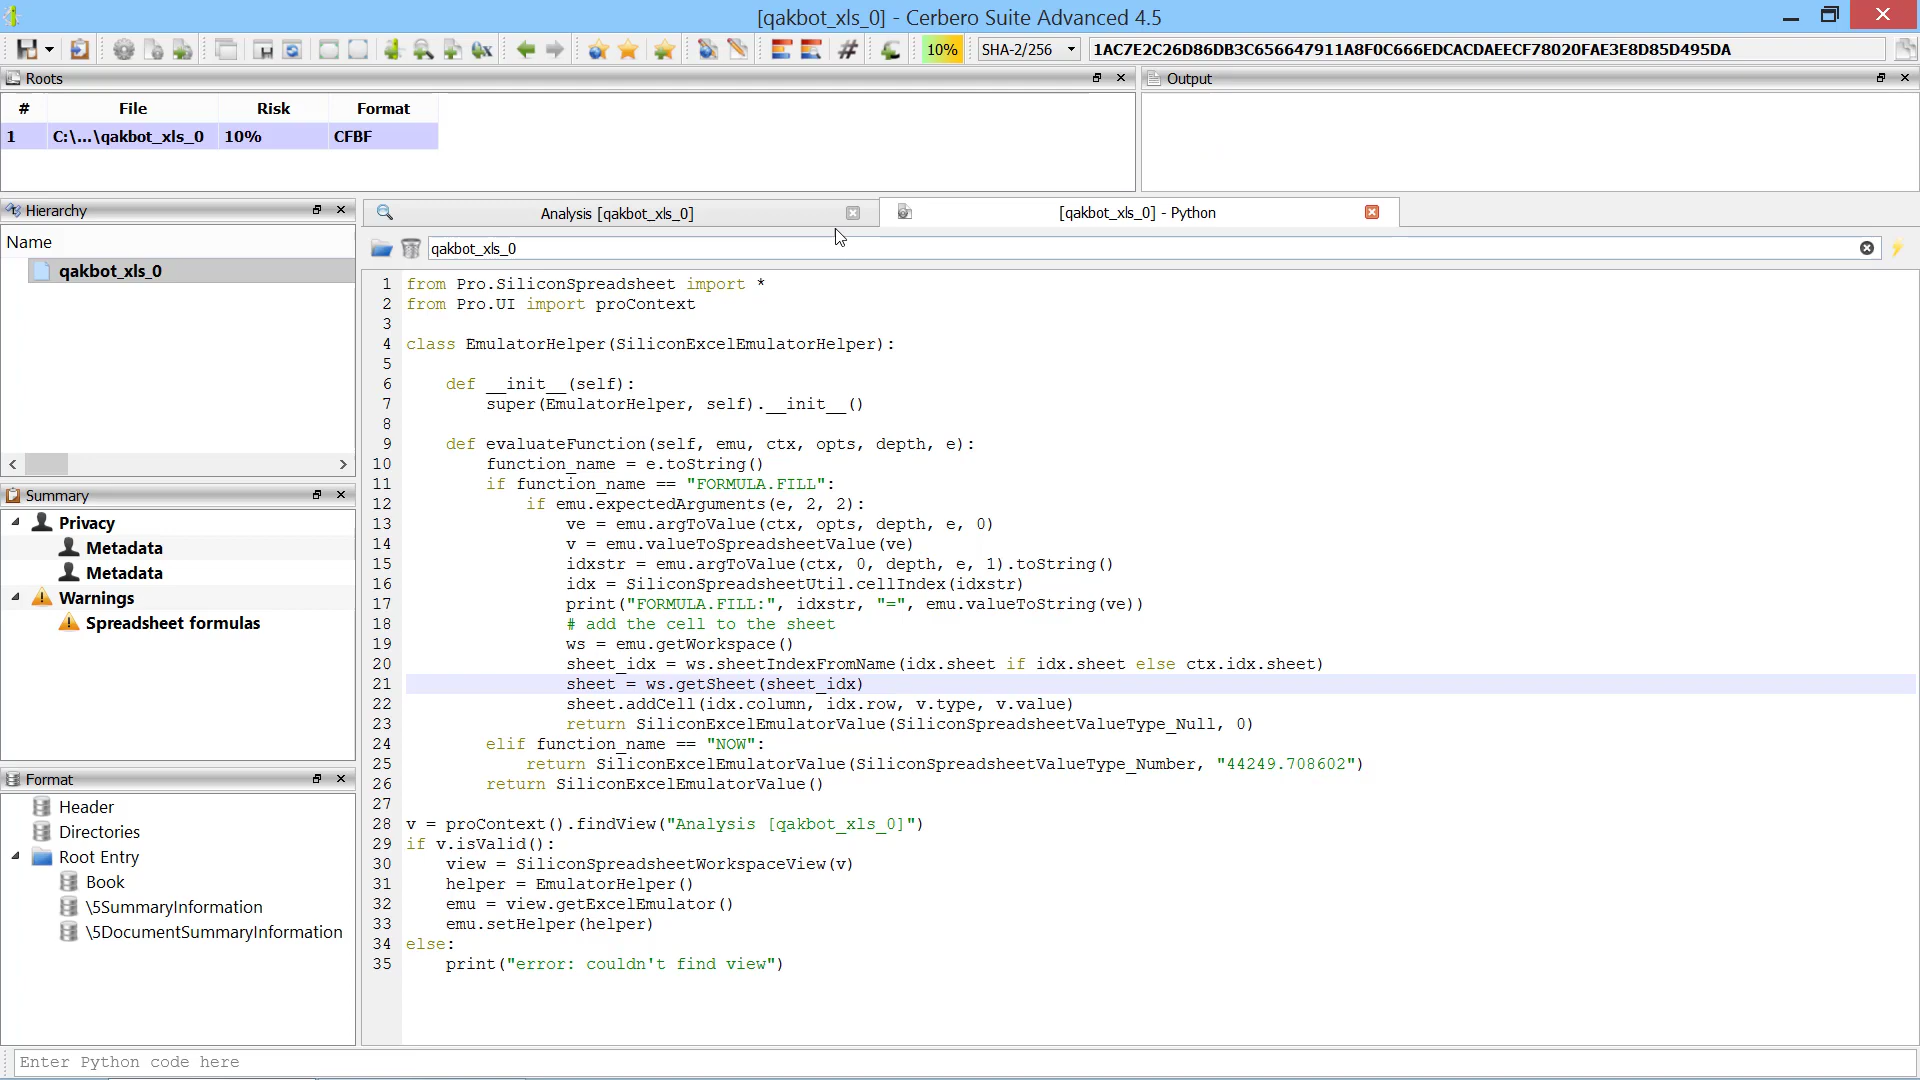 [qakbot_xls_0] - Cerbero Suite Advanced 4.5
10% SHA-2/256 1AC7E2C26D86DB3C656647911A8F0C666EDCACDAEECF78020FAE3E8D85D495DA
Roots
# File Risk Format
1 C:\...\qakbot_xls_0 10% CFBF
Output
Hierarchy
Name
qakbot_xls_0
Summary
Privacy
Metadata
Metadata
Warnings
Spreadsheet formulas
Format
Header
Directories
Root Entry
Book
\5SummaryInformation
\5DocumentSummaryInformation
Analysis [qakbot_xls_0]
[qakbot_xls_0] - Python
qakbot_xls_0
1 from Pro.SiliconSpreadsheet import *
2 from Pro.UI import proContext
3
4 class EmulatorHelper(SiliconExcelEmulatorHelper):
5
6     def __init__(self):
7         super(EmulatorHelper, self).__init__()
8
9     def evaluateFunction(self, emu, ctx, opts, depth, e):
10         function_name = e.toString()
11         if function_name == "FORMULA.FILL":
12             if emu.expectedArguments(e, 2, 2):
13                 ve = emu.argToValue(ctx, opts, depth, e, 0)
14                 v = emu.valueToSpreadsheetValue(ve)
15                 idxstr = emu.argToValue(ctx, 0, depth, e, 1).toString()
16                 idx = SiliconSpreadsheetUtil.cellIndex(idxstr)
17                 print("FORMULA.FILL:", idxstr, "=", emu.valueToString(ve))
18                 # add the cell to the sheet
19                 ws = emu.getWorkspace()
20                 sheet_idx = ws.sheetIndexFromName(idx.sheet if idx.sheet else ctx.idx.sheet)
21                 sheet = ws.getSheet(sheet_idx)
22                 sheet.addCell(idx.column, idx.row, v.type, v.value)
23                 return SiliconExcelEmulatorValue(SiliconSpreadsheetValueType_Null, 0)
24         elif function_name == "NOW":
25             return SiliconExcelEmulatorValue(SiliconSpreadsheetValueType_Number, "44249.708602")
26         return SiliconExcelEmulatorValue()
27
28 v = proContext().findView("Analysis [qakbot_xls_0]")
29 if v.isValid():
30     view = SiliconSpreadsheetWorkspaceView(v)
31     helper = EmulatorHelper()
32     emu = view.getExcelEmulator()
33     emu.setHelper(helper)
34 else:
35     print("error: couldn't find view")
Enter Python code here